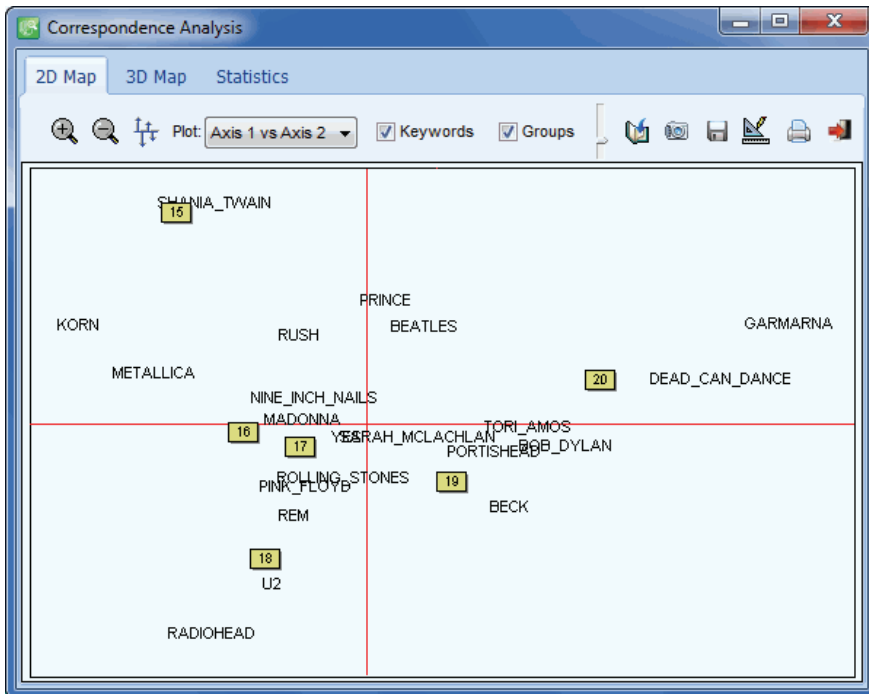 Correspondence Analysis
2D Map 3D Map Statistics
Plot: Axis 1 vs Axis 2 Keywords Groups
SHANIA_TWAIN
15
PRINCE
KORN
RUSH
BEATLES
GARMARNA
METALLICA
20
DEAD_CAN_DANCE
NINE_INCH_NAILS
MADONNA
16
TORI_AMOS
YES
SARAH_MCLACHLAN
17
PORTISHEAD
BOB_DYLAN
ROLLING_STONES
PINK_FLOYD
19
BECK
REM
18
U2
RADIOHEAD